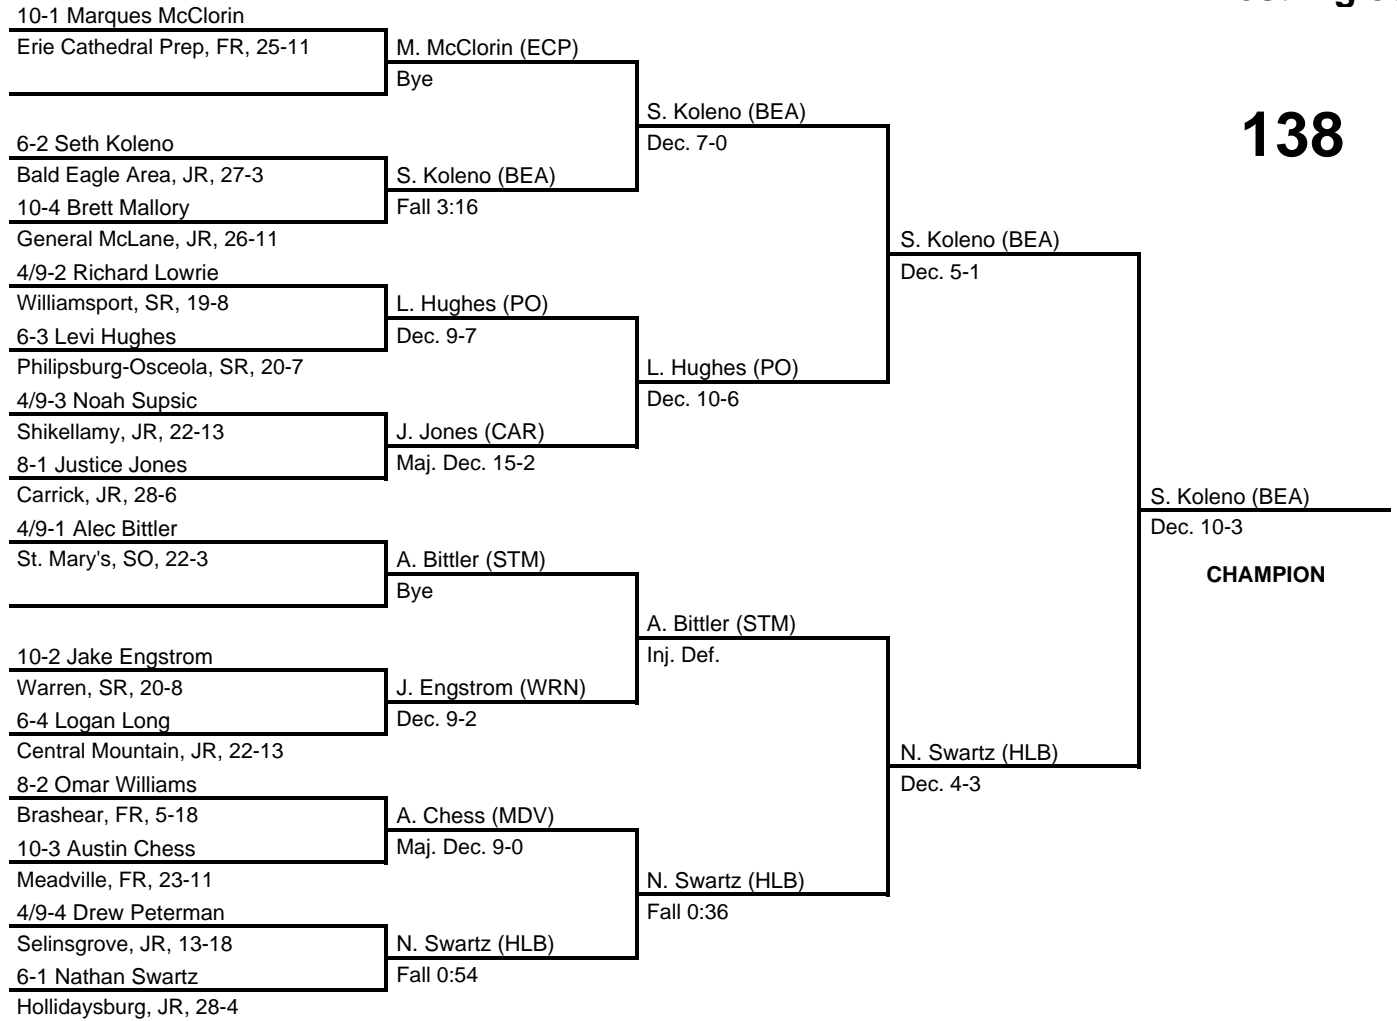 10-1 Marques McClorin
Erie Cathedral Prep, FR, 25-11
6-2 Seth Koleno
Bald Eagle Area, JR, 27-3
10-4 Brett Mallory
General McLane, JR, 26-11
4/9-2 Richard Lowrie
Williamsport, SR, 19-8
6-3 Levi Hughes
Philipsburg-Osceola, SR, 20-7
4/9-3 Noah Supsic
Shikellamy, JR, 22-13
8-1 Justice Jones
Carrick, JR, 28-6
4/9-1 Alec Bittler
St. Mary's, SO, 22-3
10-2 Jake Engstrom
Warren, SR, 20-8
6-4 Logan Long
Central Mountain, JR, 22-13
8-2 Omar Williams
Brashear, FR, 5-18
10-3 Austin Chess
Meadville, FR, 23-11
4/9-4 Drew Peterman
Selinsgrove, JR, 13-18
6-1 Nathan Swartz
Hollidaysburg, JR, 28-4
M. McClorin (ECP)
Bye
S. Koleno (BEA)
Fall 3:16
L. Hughes (PO)
Dec. 9-7
J. Jones (CAR)
Maj. Dec. 15-2
A. Bittler (STM)
Bye
J. Engstrom (WRN)
Dec. 9-2
A. Chess (MDV)
Maj. Dec. 9-0
N. Swartz (HLB)
Fall 0:54
S. Koleno (BEA)
Dec. 7-0
L. Hughes (PO)
Dec. 10-6
A. Bittler (STM)
Inj. Def.
N. Swartz (HLB)
Fall 0:36
S. Koleno (BEA)
Dec. 5-1
N. Swartz (HLB)
Dec. 4-3
138
S. Koleno (BEA)
Dec. 10-3
CHAMPION